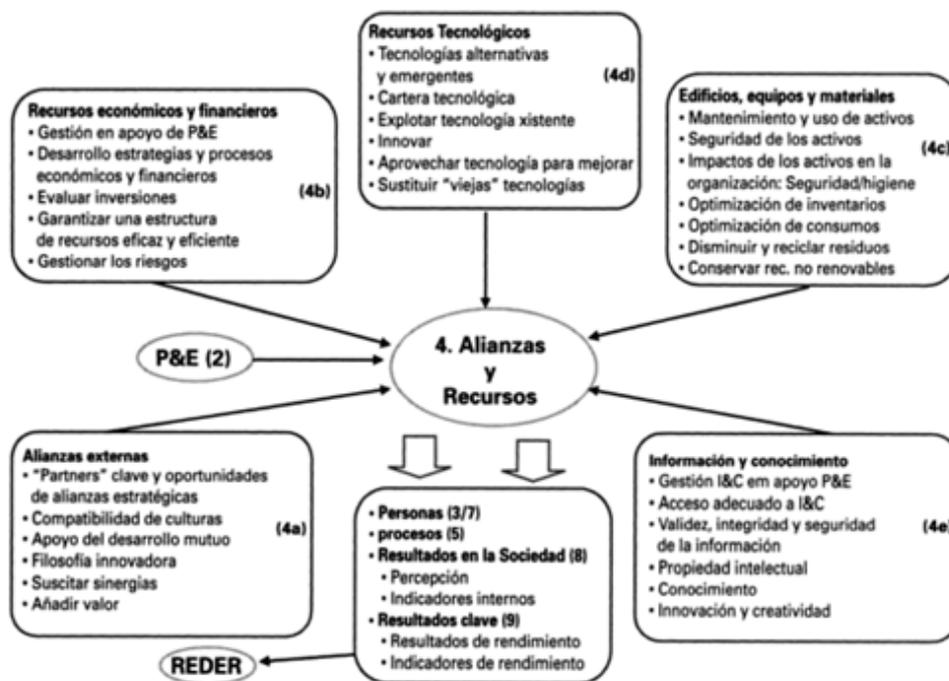 Recursos Tecnológicos
• Tecnologías alternativas
y emergentes
(4d)
• Cartera tecnológica
• Explotar tecnología xistente
• Innovar
• Aprovechar tecnología para mejorar
• Sustituir "viejas" tecnologías
Recursos económicos y financieros
• Gestión en apoyo de P&E
• Desarrollo estrategias y procesos
económicos y financieros
(4b)
• Evaluar inversiones
• Garantizar una estructura
de recursos eficaz y eficiente
• Gestionar los riesgos
Edificios, equipos y materiales
• Mantenimiento y uso de activos
• Seguridad de los activos
(4c)
• Impactos de los activos en la
organización: Seguridad/higiene
• Optimización de inventarios
• Optimización de consumos
• Disminuir y reciclar residuos
• Conservar rec. no renovables
P&E (2)
4. Alianzas
y
Recursos
Alianzas externas
• "Partners" clave y oportunidades
de alianzas estratégicas
• Compatibilidad de culturas
(4a)
• Apoyo del desarrollo mutuo
• Filosofía innovadora
• Suscitar sinergias
• Añadir valor
• Personas (3/7)
• procesos (5)
• Resultados en la Sociedad (8)
• Percepción
• Indicadores internos
• Resultados clave (9)
• Resultados de rendimiento
• Indicadores de rendimiento
Información y conocimiento
• Gestión I&C em apoyo P&E
• Acceso adecuado a I&C
• Validez, integridad y seguridad
de la información
(4e)
• Propiedad intelectual
• Conocimiento
• Innovación y creatividad
REDER